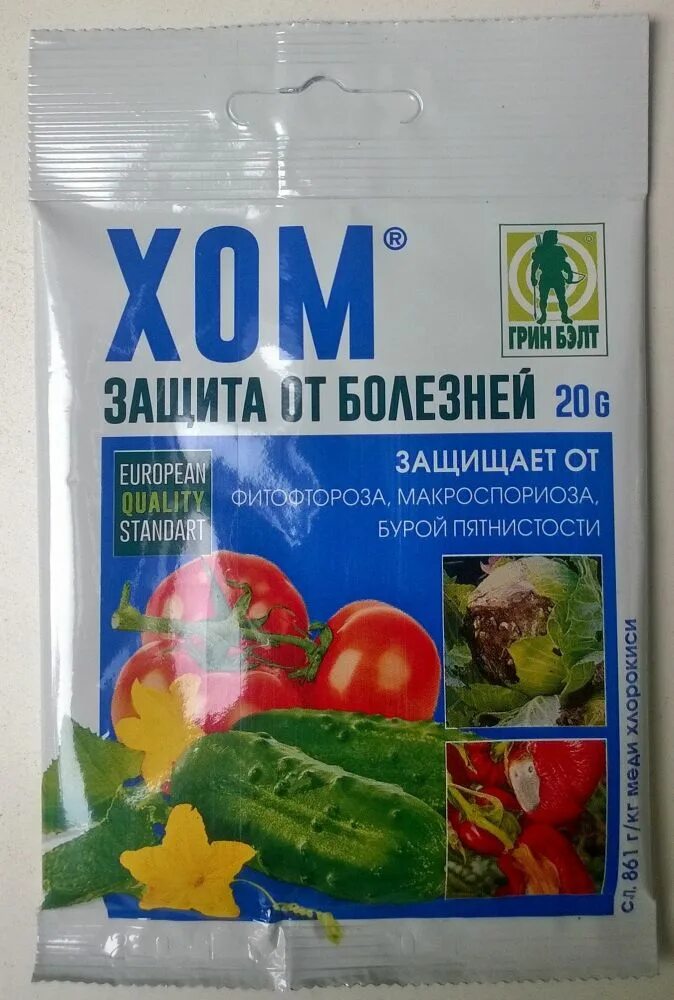 ХОМ®
ГРИН БЭЛТ
ЗАЩИТА ОТ БОЛЕЗНЕЙ 20 G
EUROPEAN
QUALITY
STANDART
ЗАЩИЩАЕТ ОТ
ФИТОФТОРОЗА, МАКРОСПОРИОЗА,
БУРОЙ ПЯТНИСТОСТИ
С.П. 861 г/кг меди хлорокиси